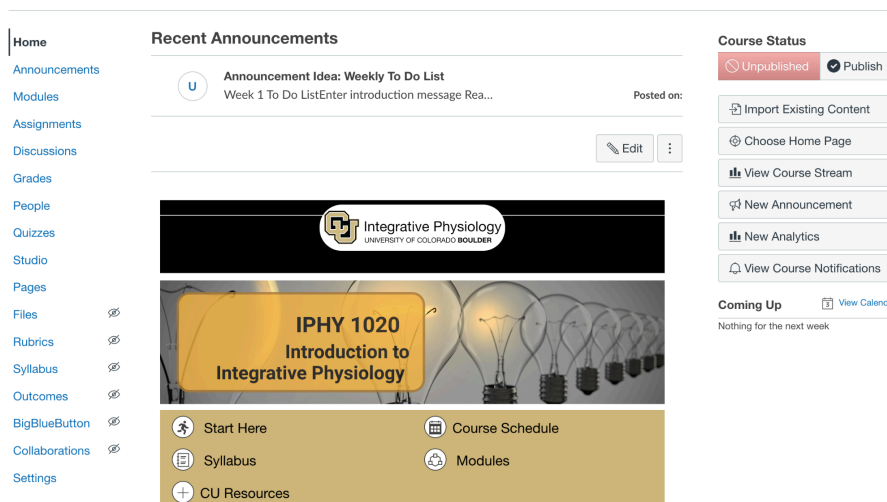 Home
Announcements
Modules
Assignments
Discussions
Grades
People
Quizzes
Studio
Pages
Files
Rubrics
Syllabus
Outcomes
BigBlueButton
Collaborations
Settings
Recent Announcements
U
Announcement Idea: Weekly To Do List
Week 1 To Do ListEnter introduction message Rea...
Posted on:
Edit
CU
Integrative Physiology
UNIVERSITY OF COLORADO BOULDER
IPHY 1020
Introduction to
Integrative Physiology
Start Here
Course Schedule
Syllabus
Modules
CU Resources
Course Status
Unpublished
Publish
Import Existing Content
Choose Home Page
View Course Stream
New Announcement
New Analytics
View Course Notifications
Coming Up
3
View Calend
Nothing for the next week